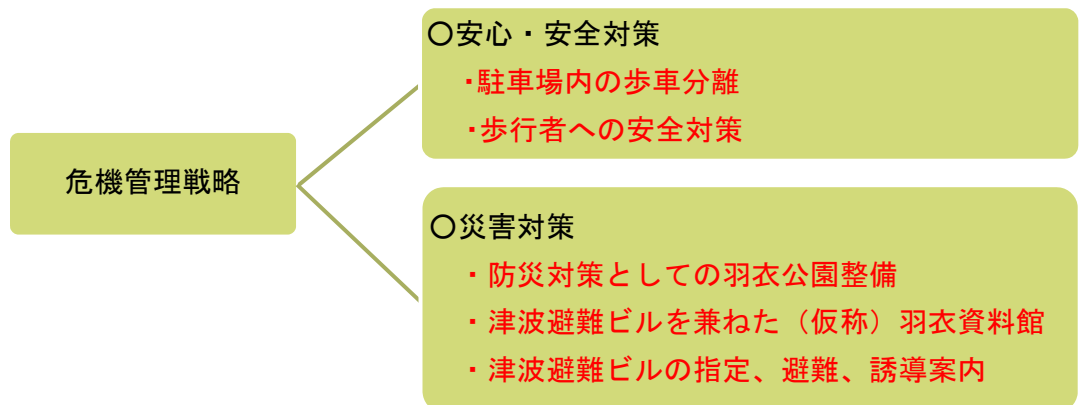 危機管理戦略
〇安心・安全対策
・駐車場内の歩車分離
・歩行者への安全対策
〇災害対策
・防災対策としての羽衣公園整備
・津波避難ビルを兼ねた（仮称）羽衣資料館
・津波避難ビルの指定、避難、誘導案内